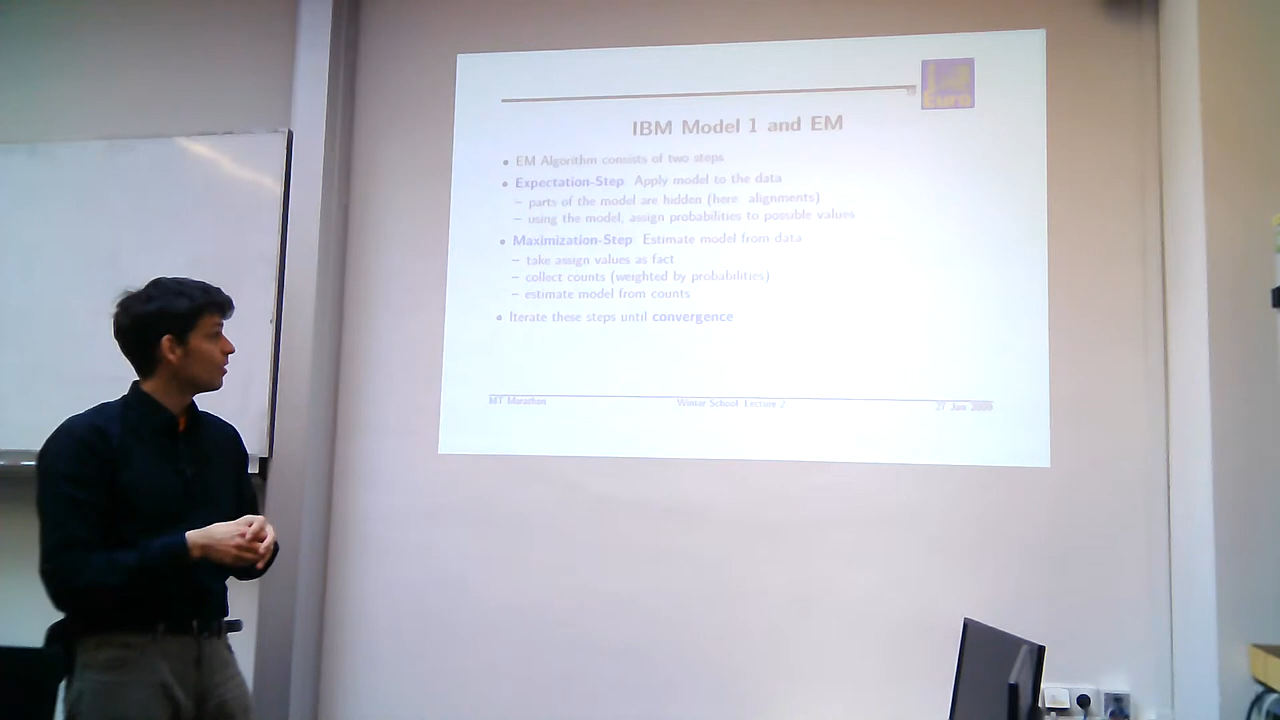 Euro
IBM Model 1 and EM
• EM Algorithm consists of two steps
• Expectation-Step Apply model to the data
– parts of the model are hidden (here alignments)
– using the model, assign probabilities to possible values
• Maximization-Step Estimate model from data
– take assign values as fact
– collect counts (weighted by probabilities)
– estimate model from counts
• Iterate these steps until convergence
MT Marathon Winter School Lecture 2 27 Jan